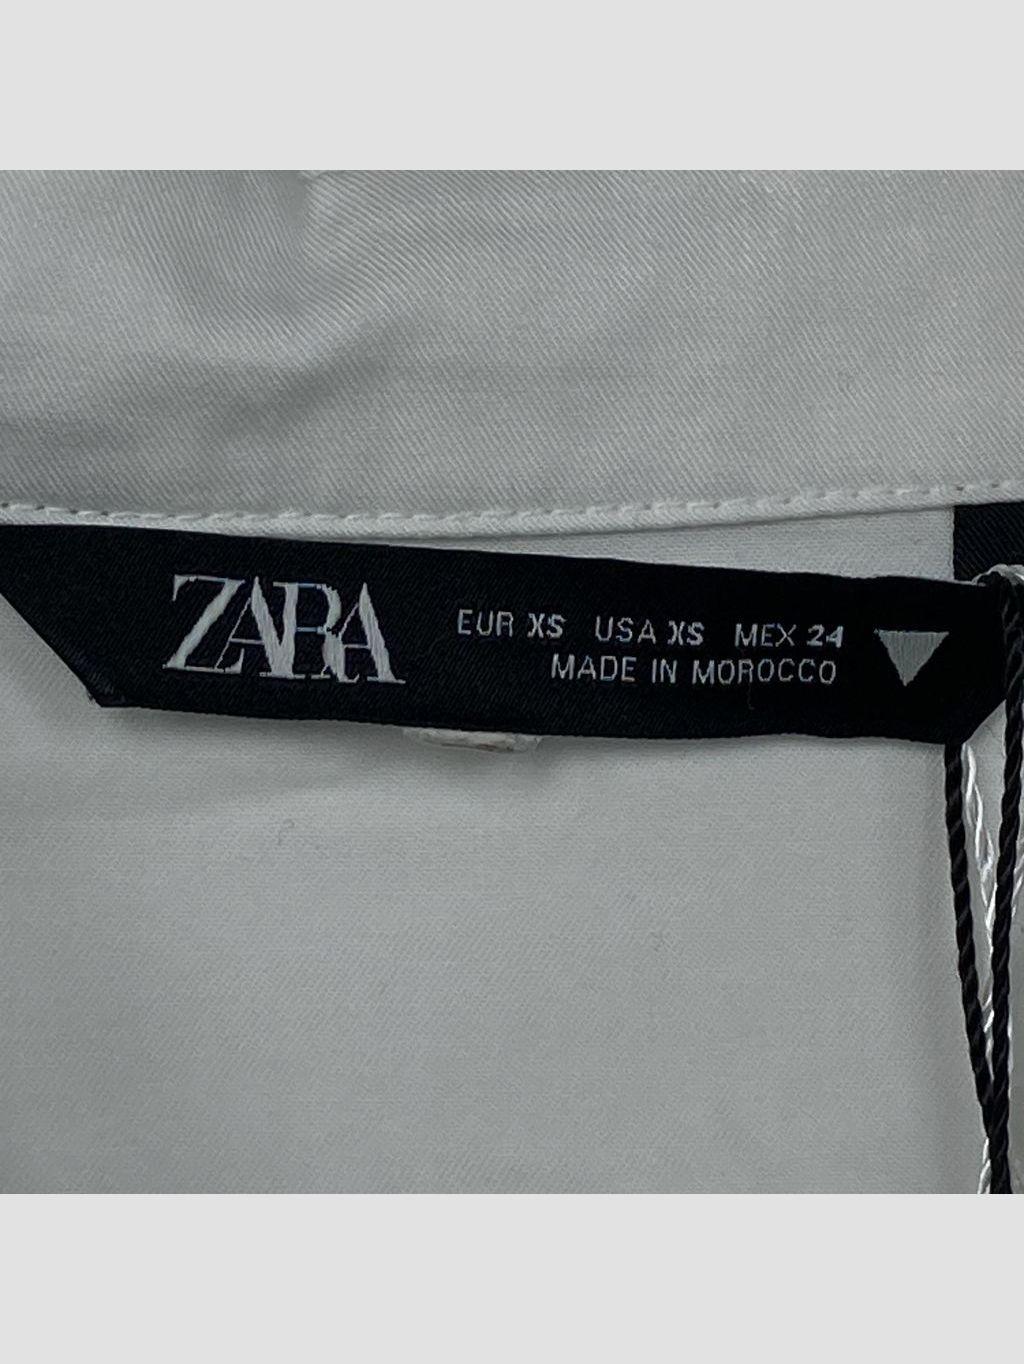 ZARA
EUR XS USA XS MEX 24
MADE IN MOROCCO